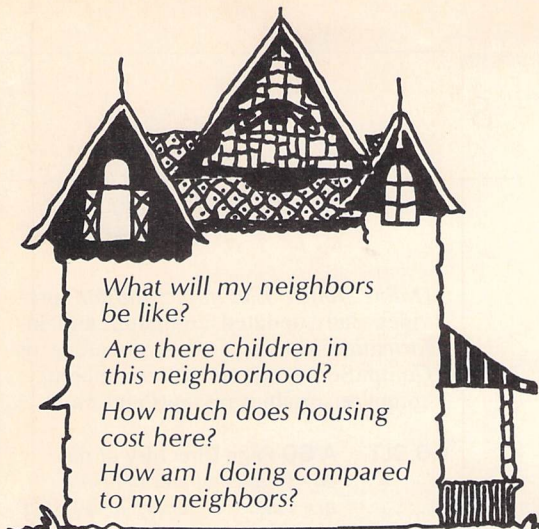 What will my neighbors
be like?
Are there children in
this neighborhood?
How much does housing
cost here?
How am I doing compared
to my neighbors?